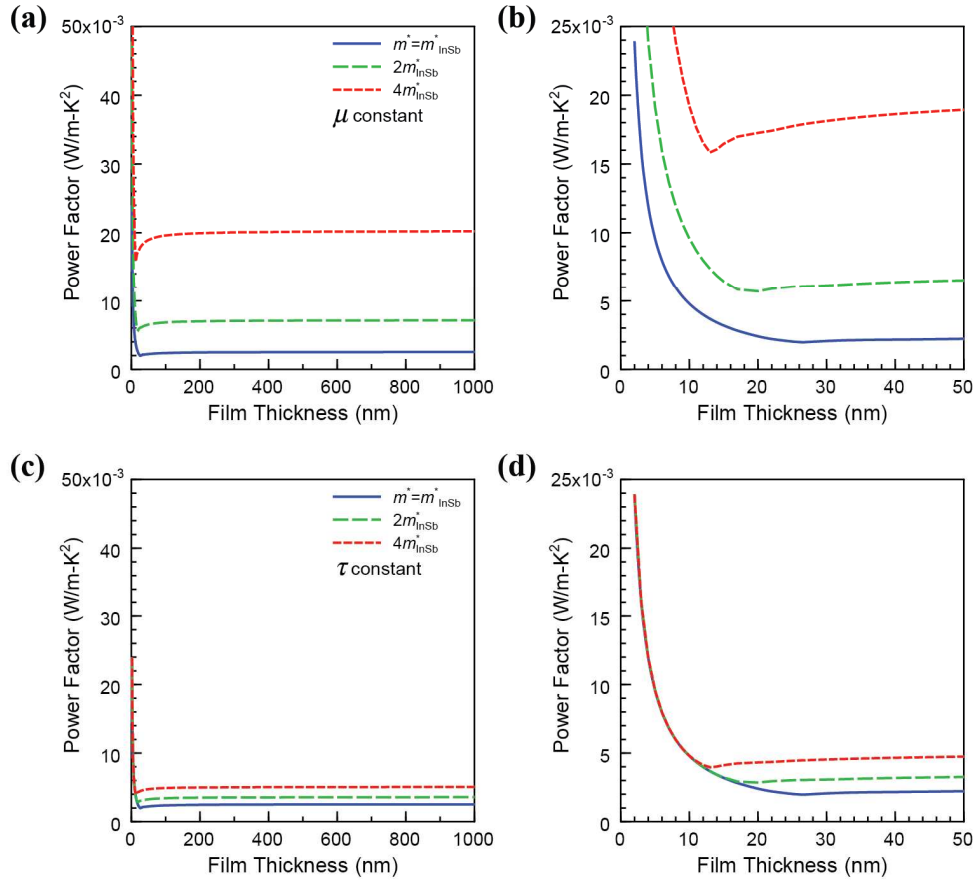 (a)
50x10⁻³
40
30
20
10
0
Power Factor (W/m-K²)
m*=m*InSb
2m*InSb
4m*InSb
μ constant
0 200 400 600 800 1000
Film Thickness (nm)
(b)
25x10⁻³
20
15
10
5
0
Power Factor (W/m-K²)
0 10 20 30 40 50
Film Thickness (nm)
(c)
50x10⁻³
40
30
20
10
0
Power Factor (W/m-K²)
m*=m*InSb
2m*InSb
4m*InSb
τ constant
0 200 400 600 800 1000
Film Thickness (nm)
(d)
25x10⁻³
20
15
10
5
0
Power Factor (W/m-K²)
0 10 20 30 40 50
Film Thickness (nm)